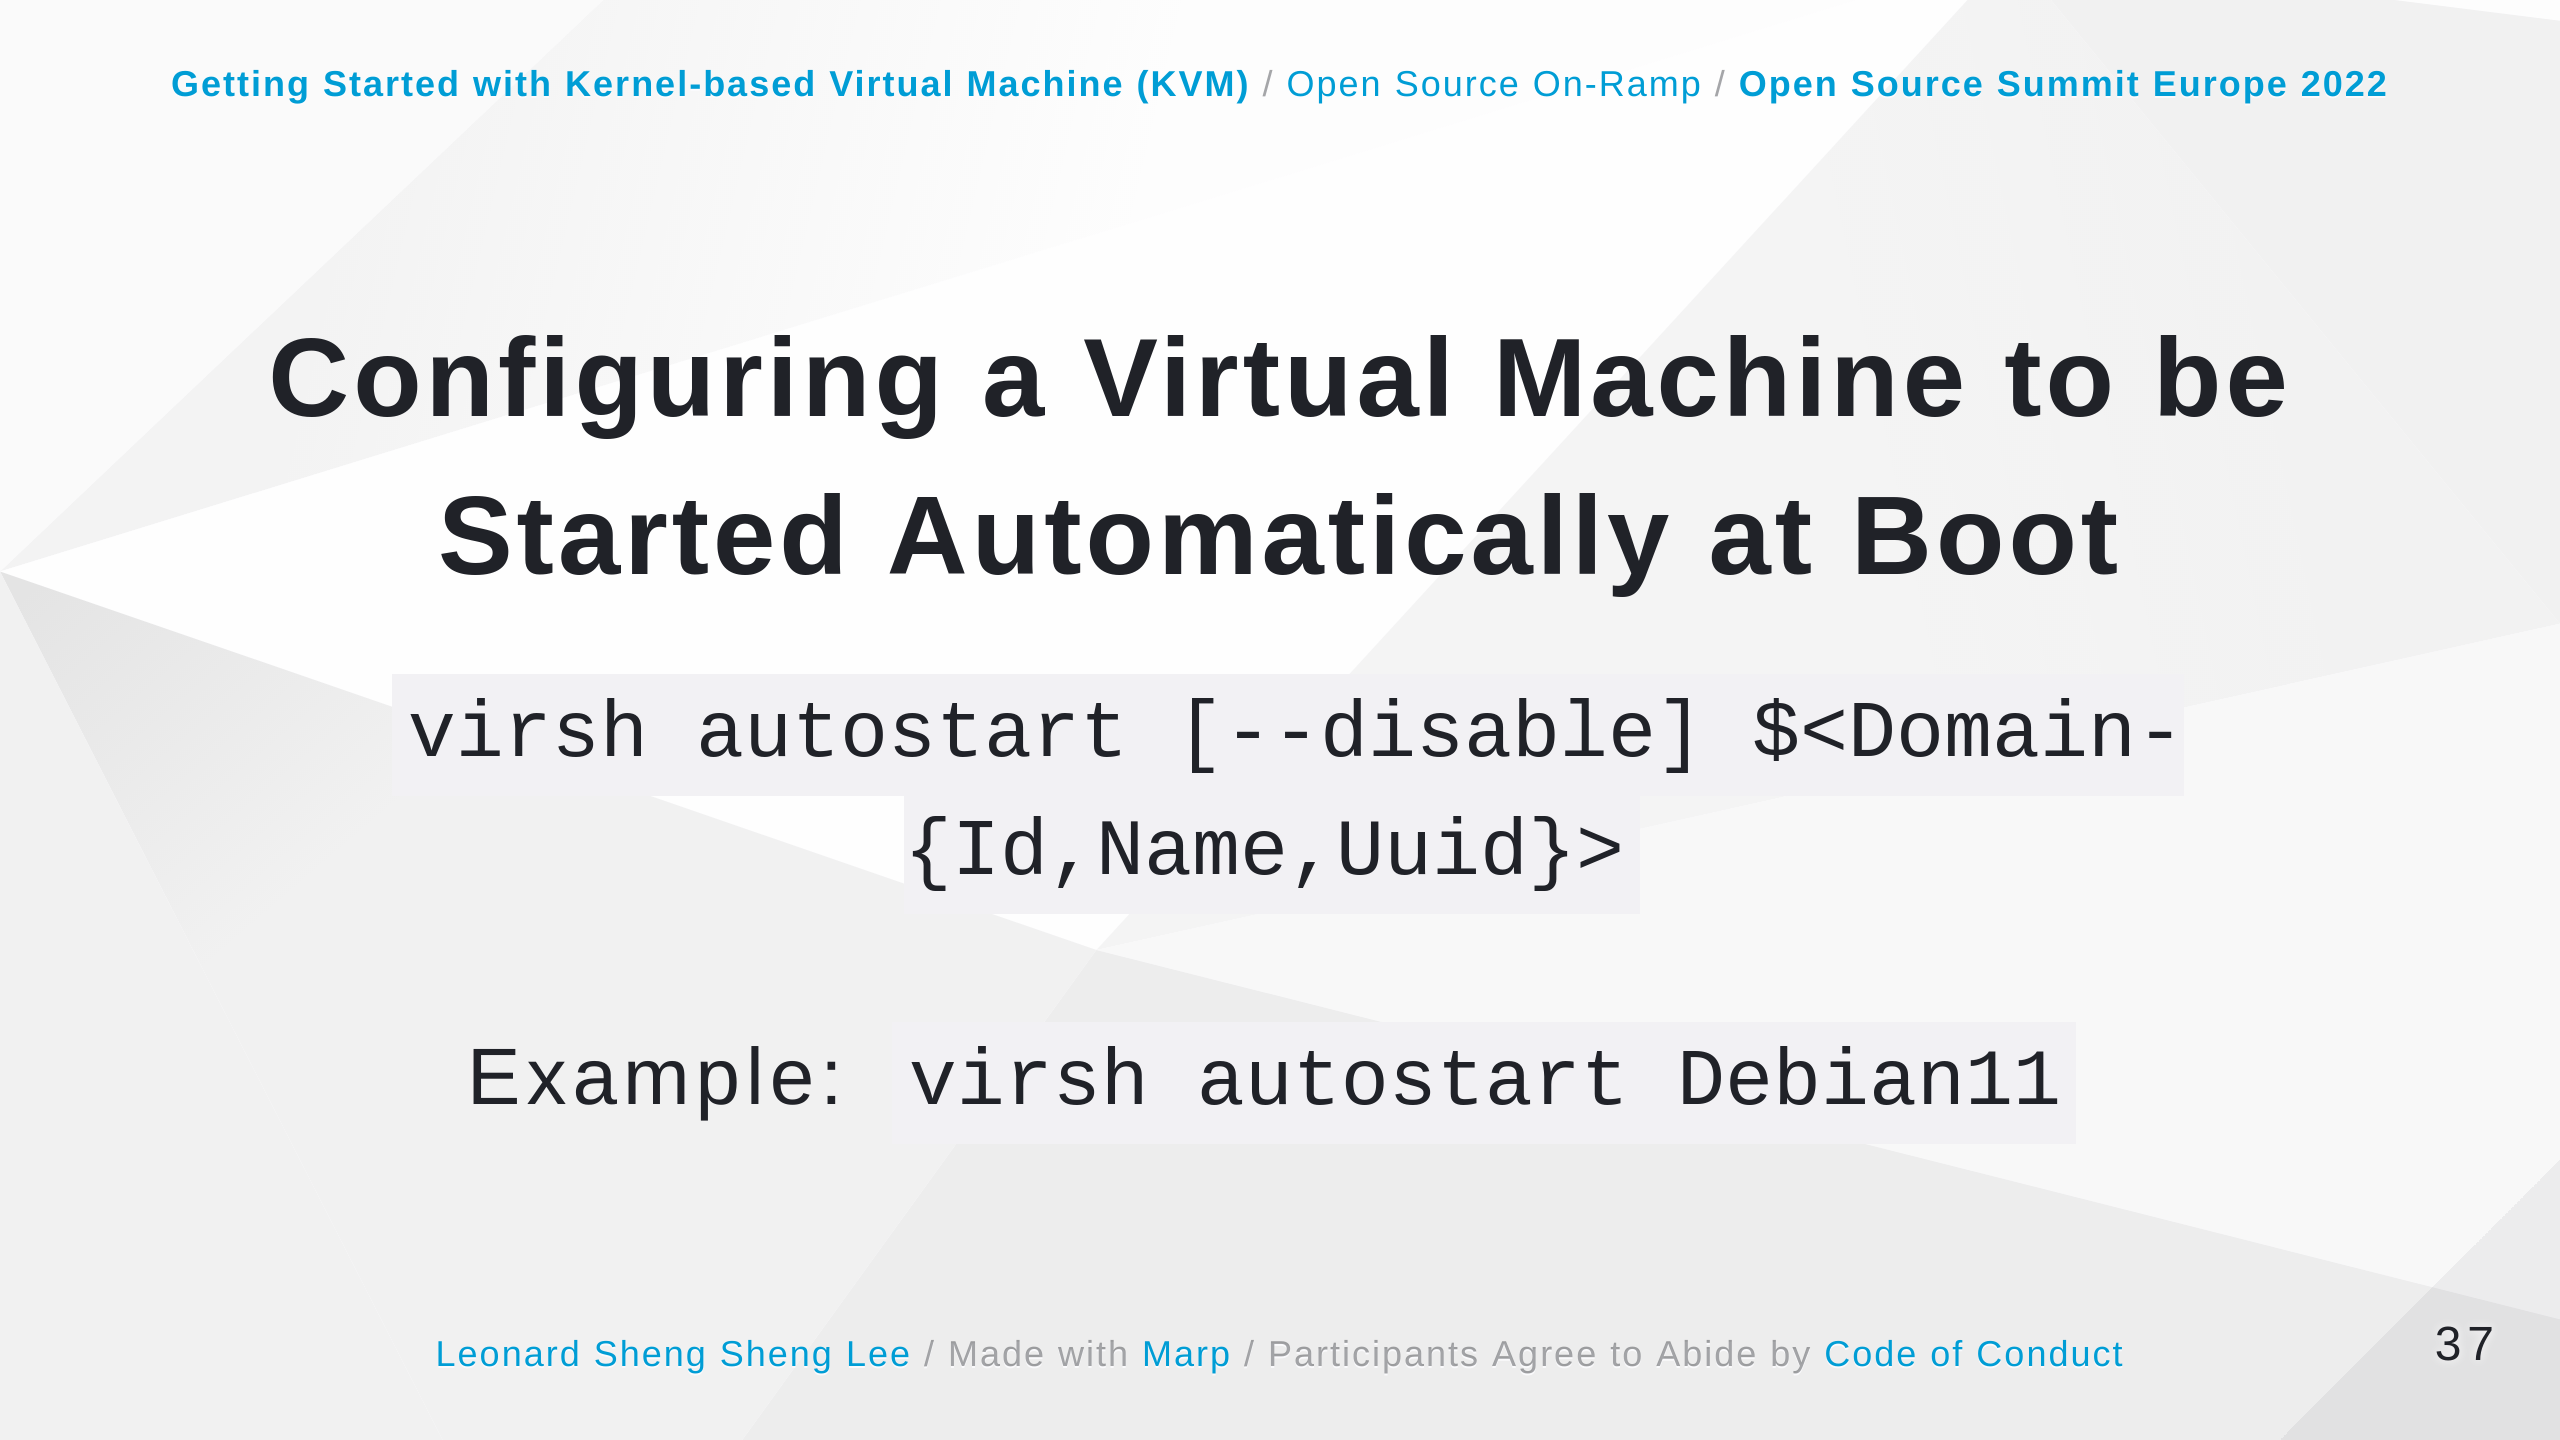 Getting Started with Kernel-based Virtual Machine (KVM) / Open Source On-Ramp / Open Source Summit Europe 2022
Configuring a Virtual Machine to be
Started Automatically at Boot
virsh autostart [--disable] $<Domain-
{Id,Name,Uuid}>
Example: virsh autostart Debian11
Leonard Sheng Sheng Lee / Made with Marp / Participants Agree to Abide by Code of Conduct
37